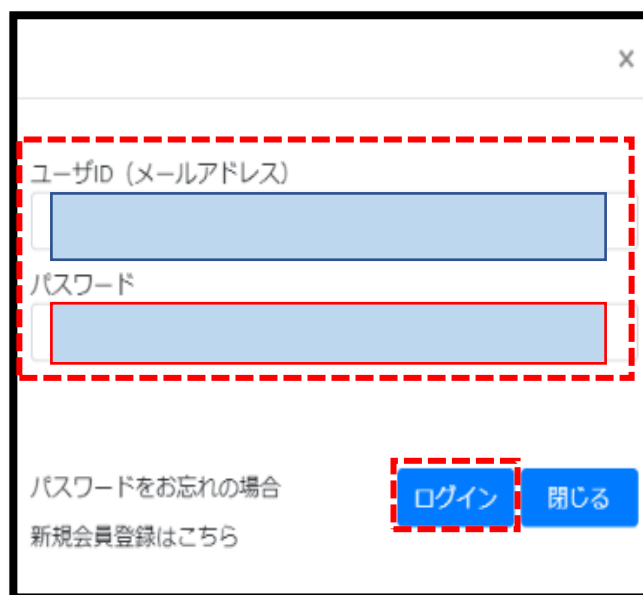 ×
ユーザID（メールアドレス）
パスワード
パスワードをお忘れの場合
ログイン 閉じる
新規会員登録はこちら